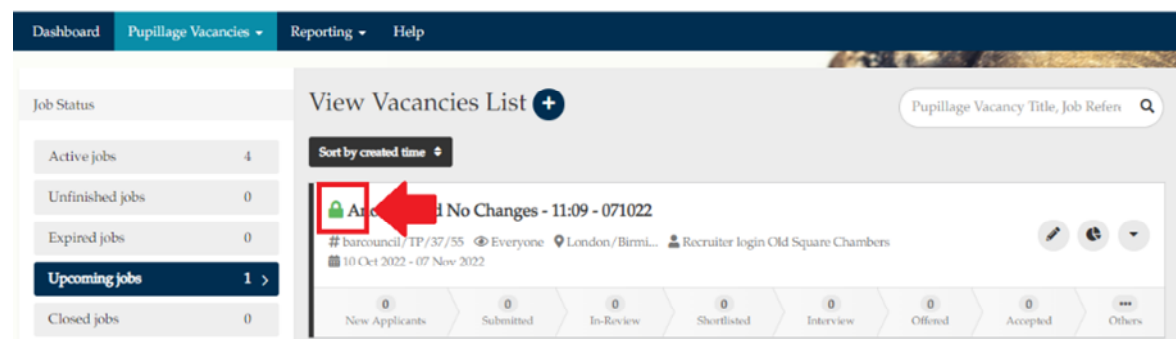 Dashboard Pupillage Vacancies Reporting Help
Job Status
Active jobs 4
Unfinished jobs 0
Expired jobs 0
Upcoming jobs 1 >
Closed jobs 0
View Vacancies List +
Pupillage Vacancy Title, Job Refere
Sort by created time
No Changes - 11:09 - 071022
# barcouncil/TP/37/55 Everyone London/Birmi... Recruiter login Old Square Chambers
10 Oct 2022 - 07 Nov 2022
0 0 0 0 0 0 0 •••
New Applicants Submitted In-Review Shortlisted Interview Offered Accepted Others